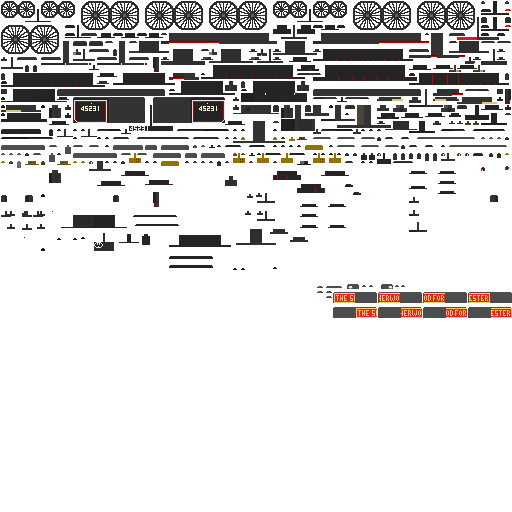 45231 45231
45231
THE S HERWO OD FOR ESTER
THE S HERWO OD FOR ESTER